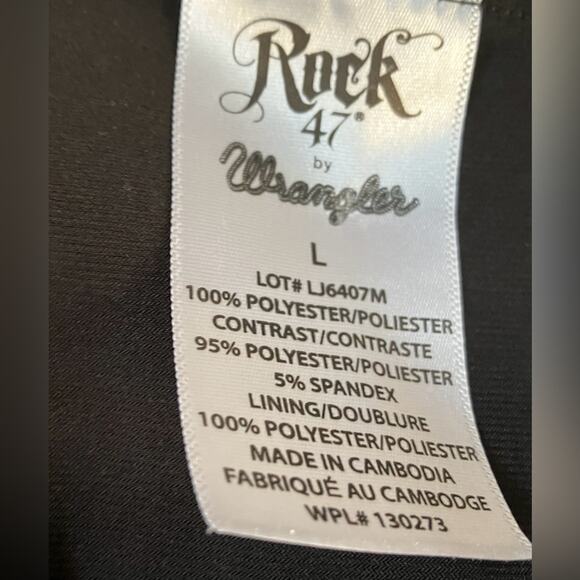 Rock
47®
by
Wrangler
L
LOT# LJ6407M
100% POLYESTER/POLIESTER
CONTRAST/CONTRASTE
95% POLYESTER/POLIESTER
5% SPANDEX
LINING/DOUBLURE
100% POLYESTER/POLIESTER
MADE IN CAMBODIA
FABRIQUÉ AU CAMBODGE
WPL# 130273